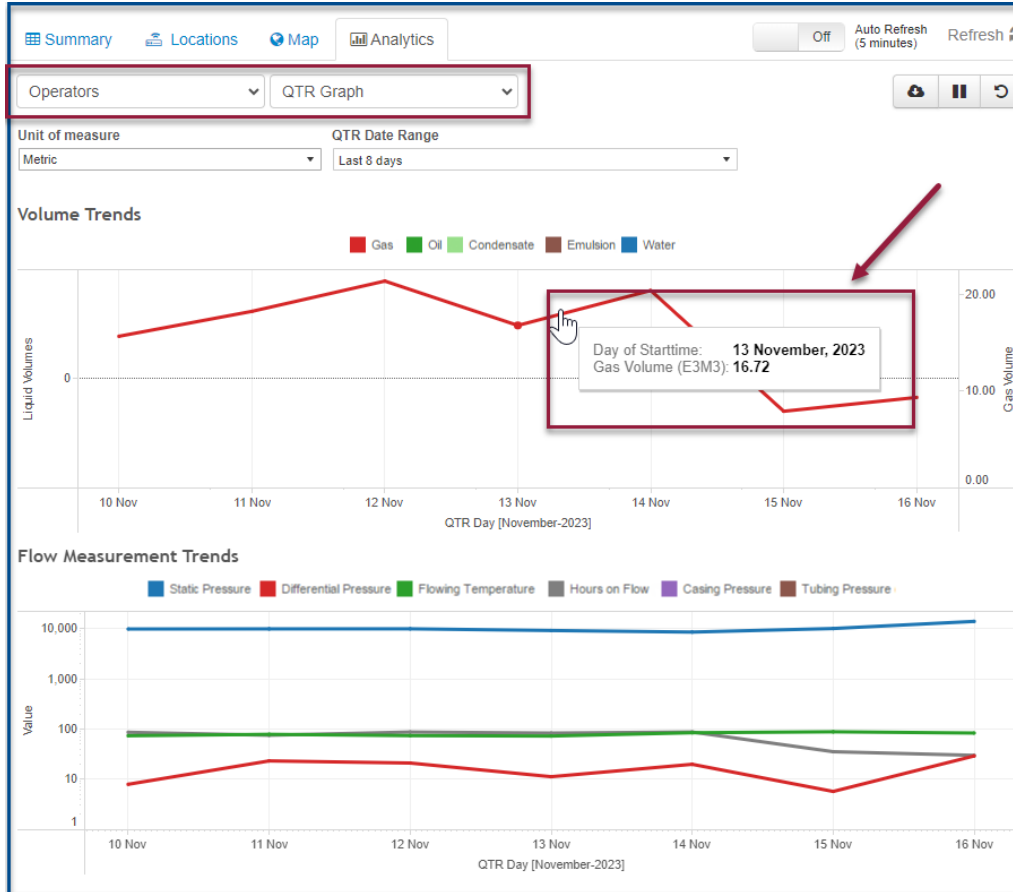 Summary Locations Map Analytics Off Auto Refresh (5 minutes) Refresh
Operators QTR Graph
Unit of measure QTR Date Range
Metric Last 8 days
Volume Trends
Gas Oil Condensate Emulsion Water
Liquid Volumes
0
20.00
10.00
0.00
Gas Volume
Day of Starttime: 13 November, 2023
Gas Volume (E3M3): 16.72
10 Nov 11 Nov 12 Nov 13 Nov 14 Nov 15 Nov 16 Nov
QTR Day [November-2023]
Flow Measurement Trends
Static Pressure Differential Pressure Flowing Temperature Hours on Flow Casing Pressure Tubing Pressure
Value
10,000
1,000
100
10
1
10 Nov 11 Nov 12 Nov 13 Nov 14 Nov 15 Nov 16 Nov
QTR Day [November-2023]